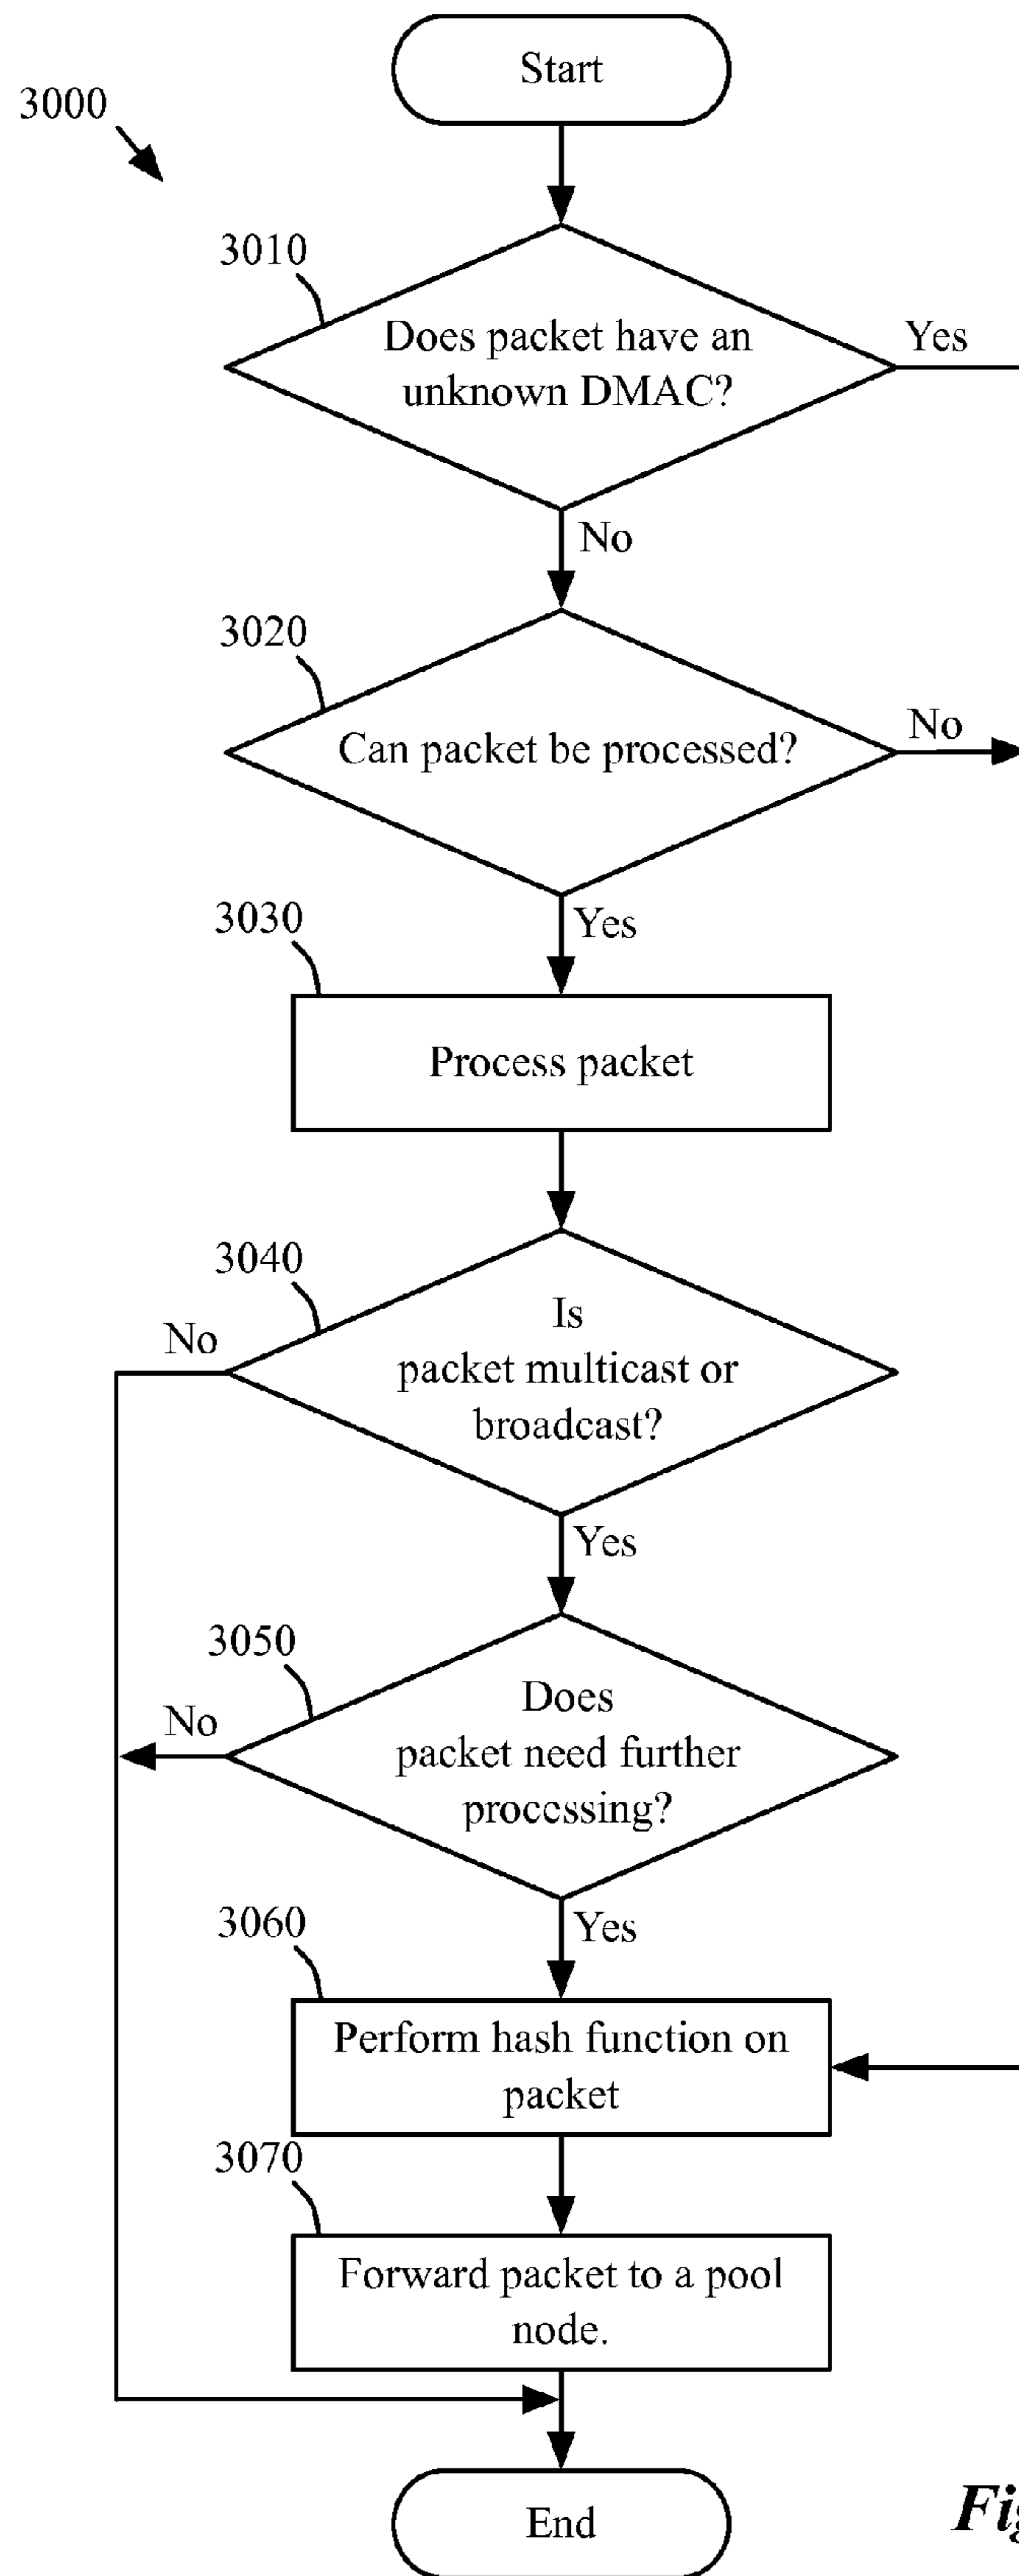 Start
3000
3010
Does packet have an
unknown DMAC?
Yes
No
3020
Can packet be processed?
No
Yes
3030
Process packet
3040
No
Is
packet multicast or
broadcast?
Yes
3050
No
Does
packet need further
processing?
Yes
3060
Perform hash function on
packet
3070
Forward packet to a pool
node.
End